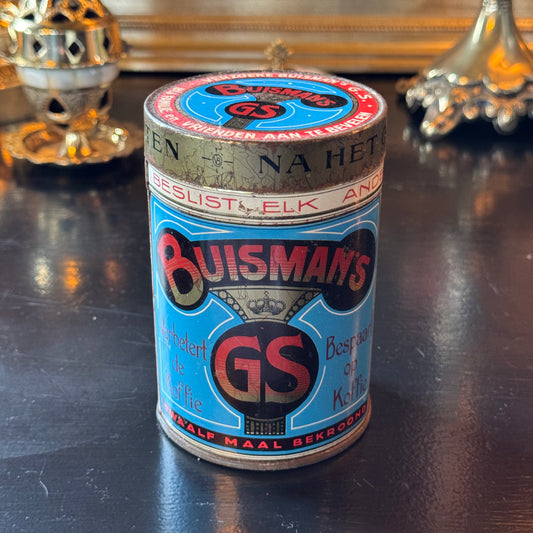 BUISMAN'S
GS
VRIENDEN AAN TE BEVELEN
EN NA HET
BESLIST ELK AND
BUISMAN'S
GS
Verbetert de Koffie
Bespaart op Koffie
TWAALF MAAL BEKROOND